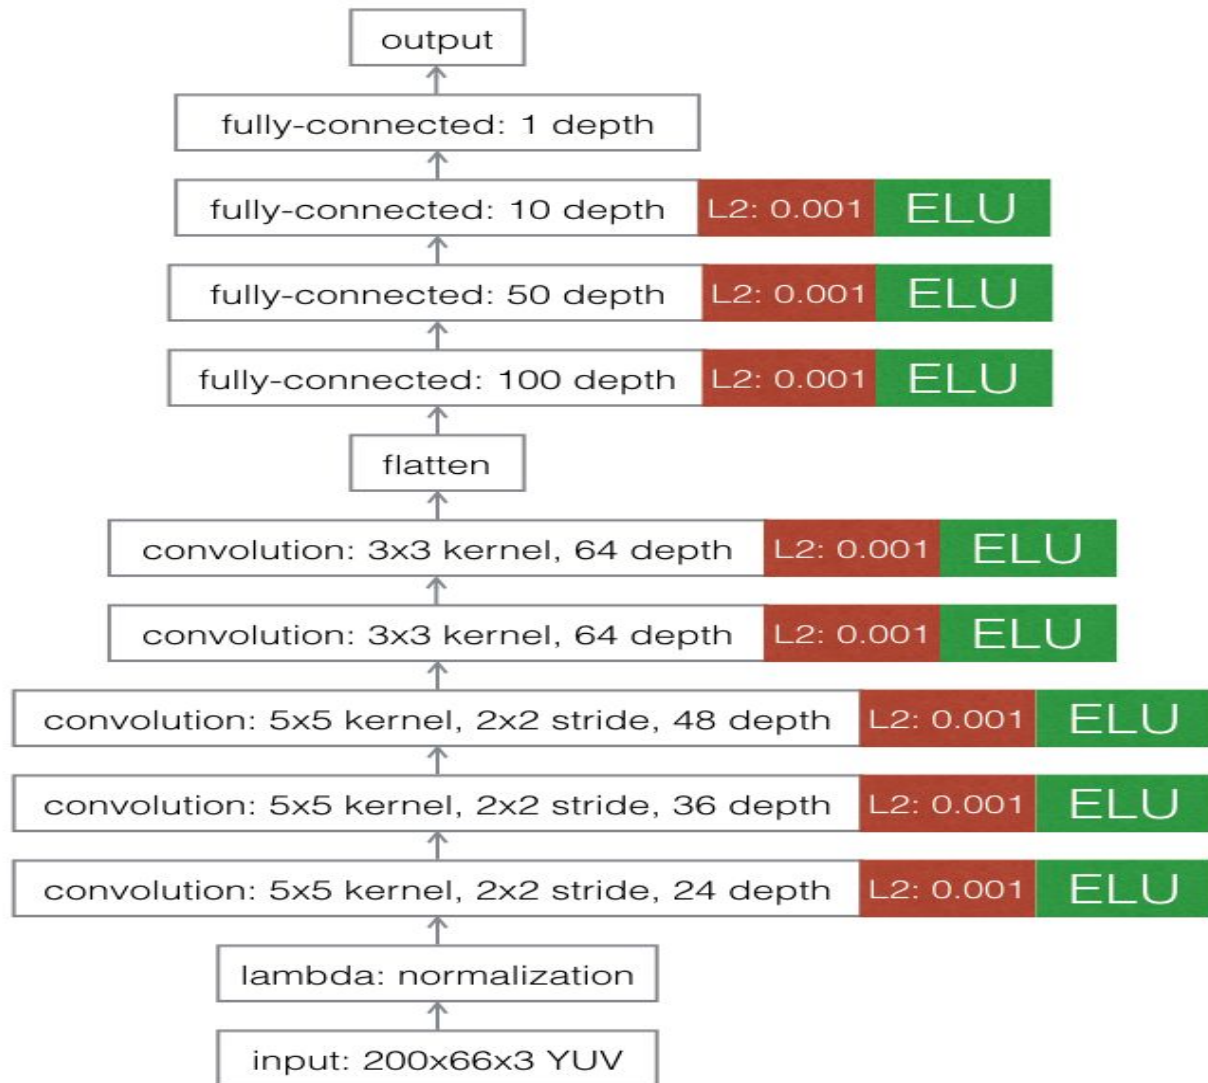 output
fully-connected: 1 depth
fully-connected: 10 depth L2: 0.001 ELU
fully-connected: 50 depth L2: 0.001 ELU
fully-connected: 100 depth L2: 0.001 ELU
flatten
convolution: 3x3 kernel, 64 depth L2: 0.001 ELU
convolution: 3x3 kernel, 64 depth L2: 0.001 ELU
convolution: 5x5 kernel, 2x2 stride, 48 depth L2: 0.001 ELU
convolution: 5x5 kernel, 2x2 stride, 36 depth L2: 0.001 ELU
convolution: 5x5 kernel, 2x2 stride, 24 depth L2: 0.001 ELU
lambda: normalization
input: 200x66x3 YUV